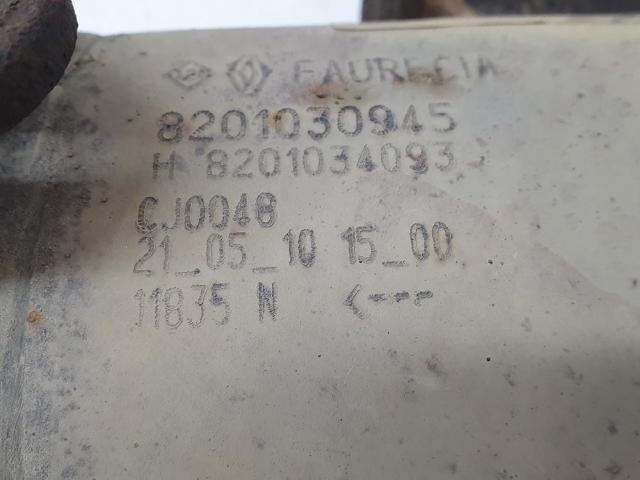 FAURECIA
8201030945
H 8201034093
CJ0048
21_05_10 15_00
11835 N <---